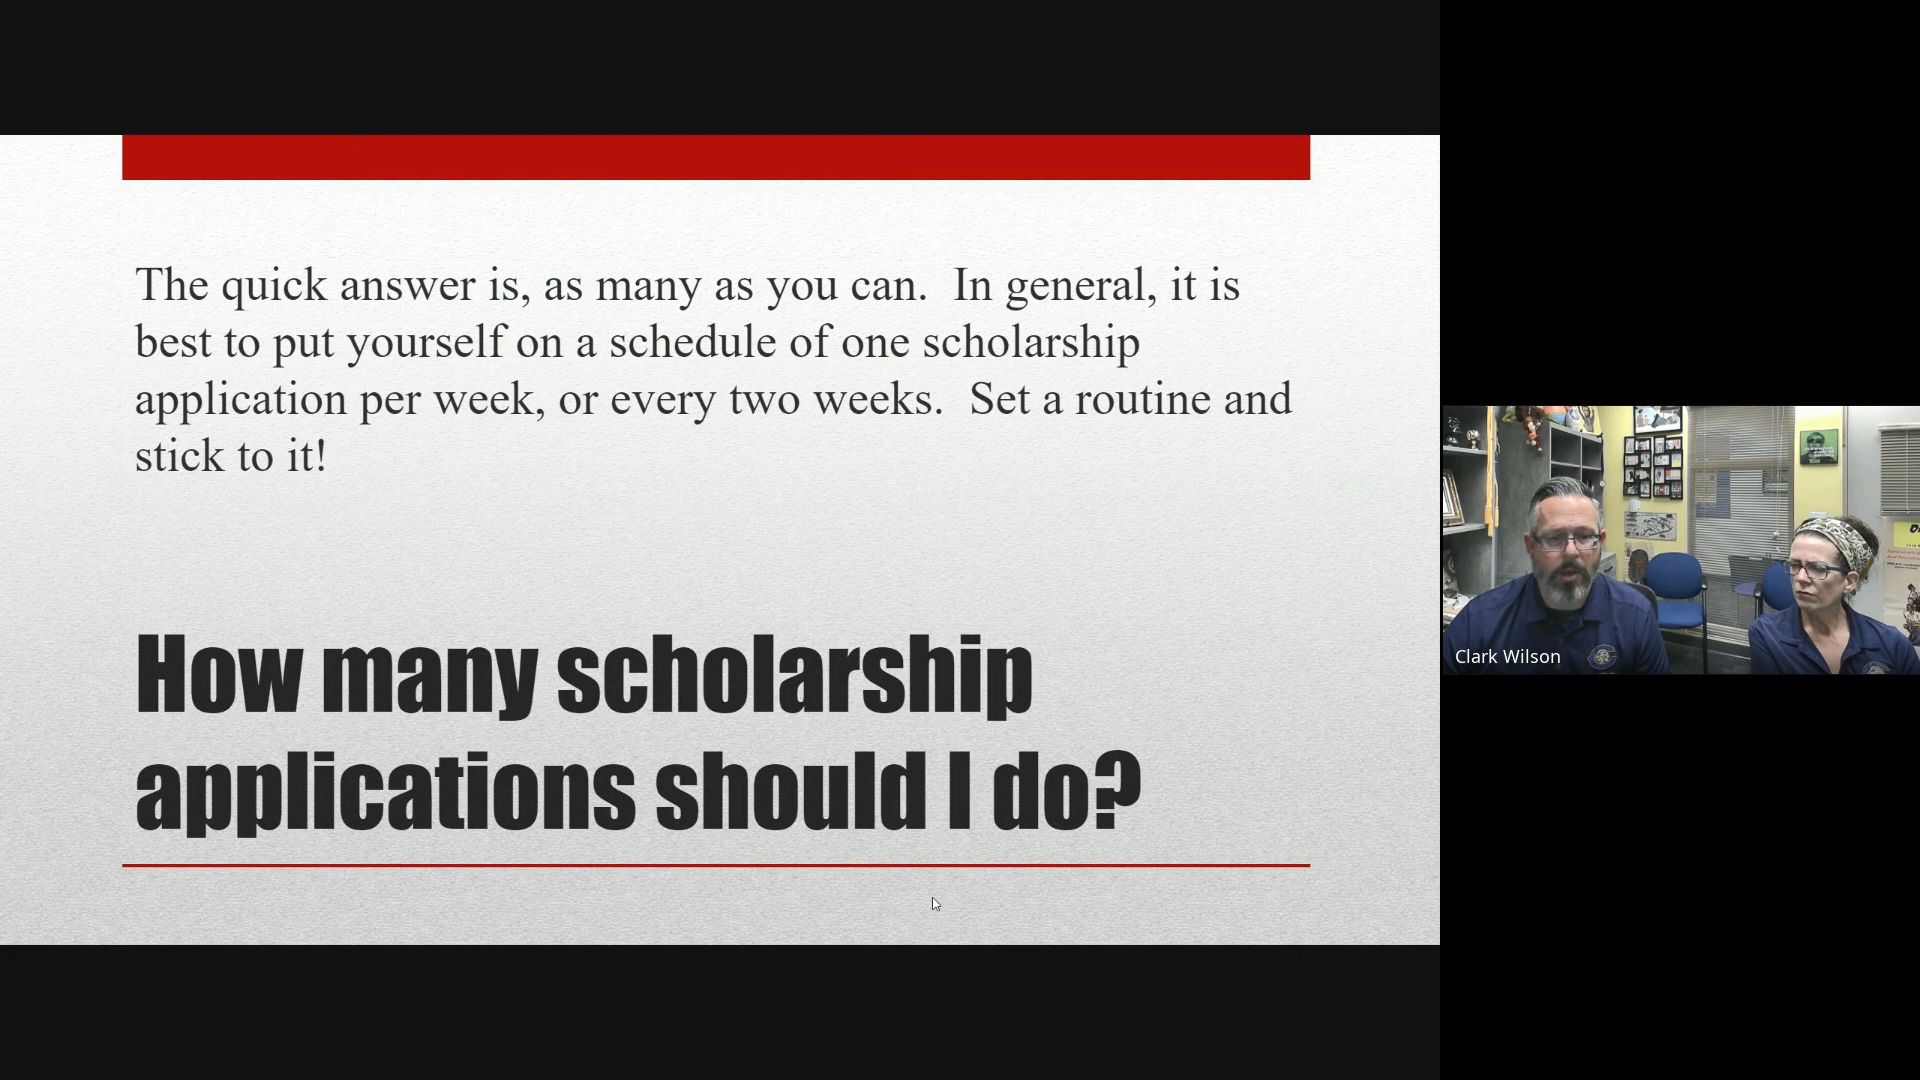 The quick answer is, as many as you can.  In general, it is
best to put yourself on a schedule of one scholarship
application per week, or every two weeks.  Set a routine and
stick to it!
How many scholarship
applications should I do?
Clark Wilson